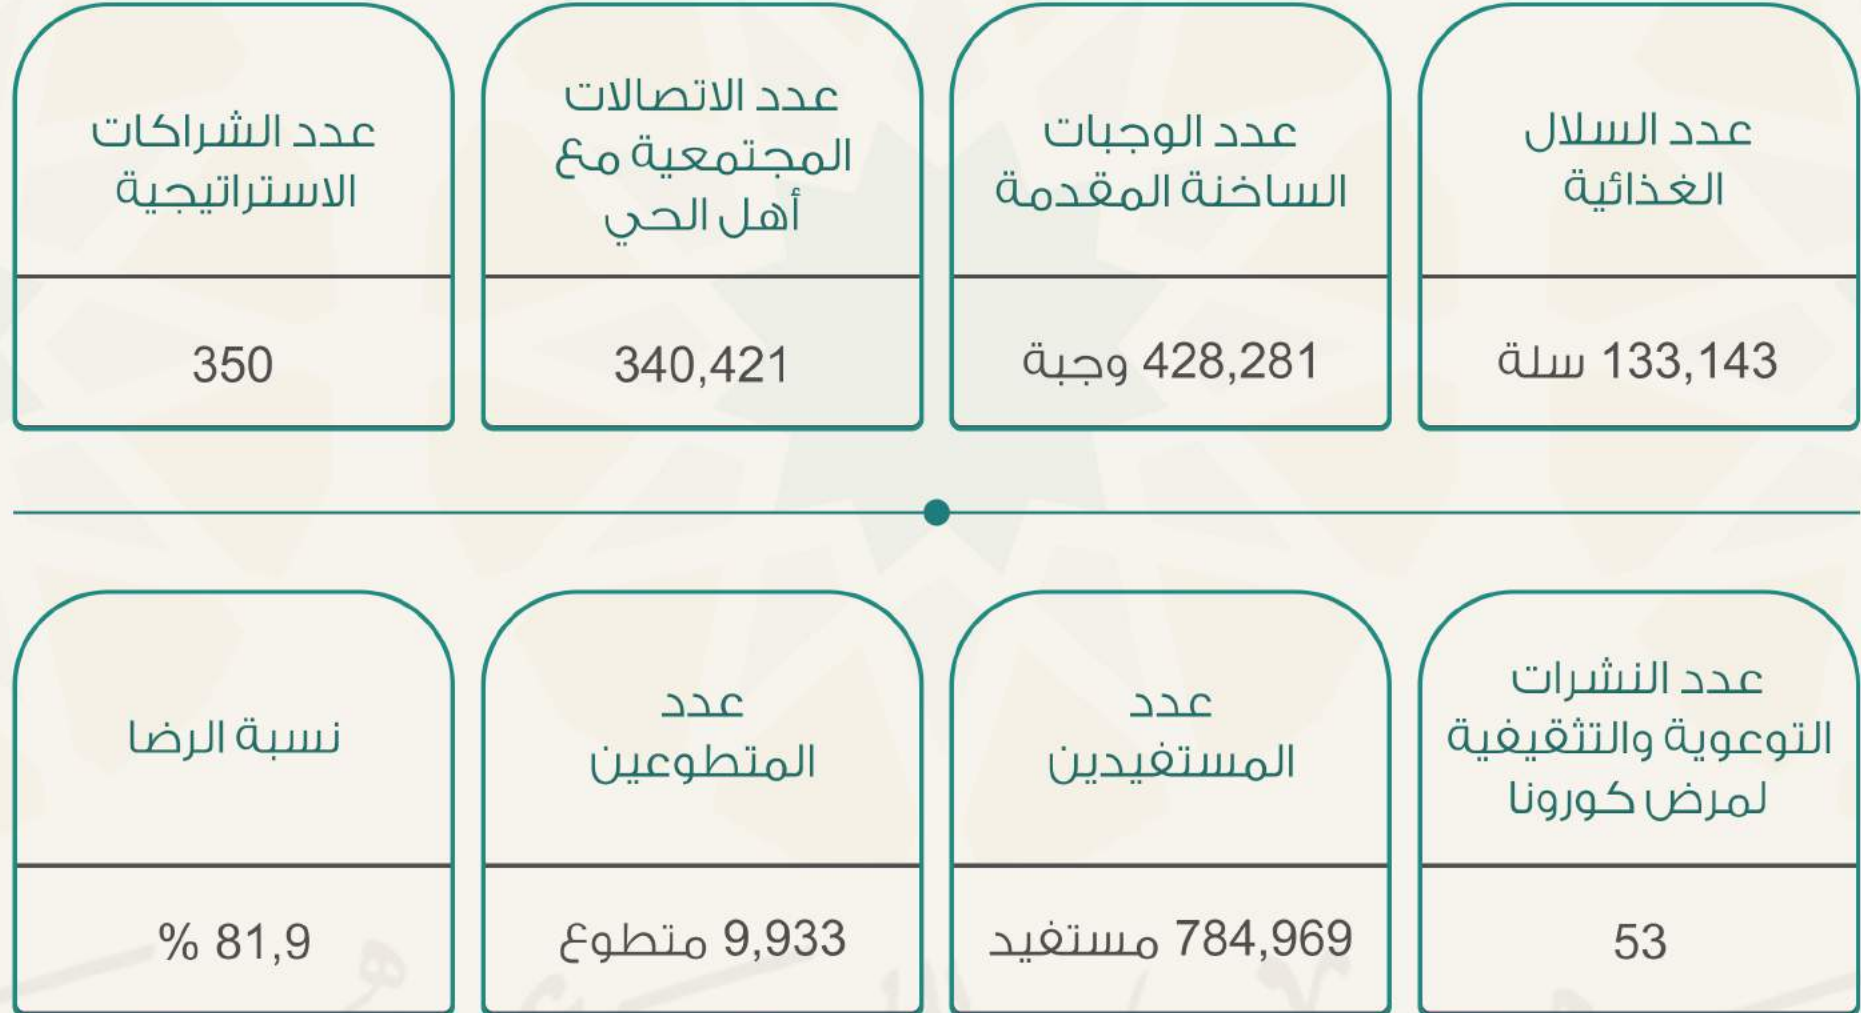 عدد السلال
الغذائية
133,143 سلة
عدد الوجبات
الساخنة المقدمة
428,281 وجبة
عدد الاتصالات
المجتمعية مع
أهل الحي
340,421
عدد الشراكات
الاستراتيجية
350
عدد النشرات
التوعوية والتثقيفية
لمرض كورونا
53
عدد
المستفيدين
784,969 مستفيد
عدد
المتطوعين
9,933 متطوع
نسبة الرضا
81,9 %